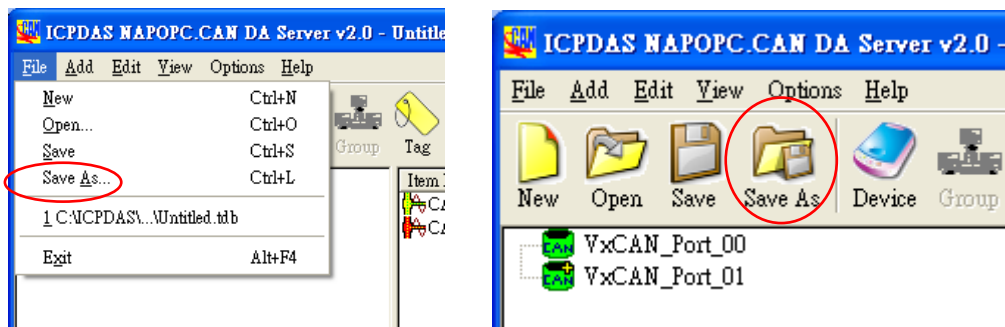 ICPDAS NAPOPC.CAN DA Server v2.0 - Untitle
File Add Edit View Options Help
New Ctrl+N
Open... Ctrl+O
Save Ctrl+S
Save As... Ctrl+L
1 C:\ICPDAS\...\Untitled.tdb
Exit Alt+F4
Group Tag
Item
CA
CA
ICPDAS NAPOPC.CAN DA Server v2.0 -
File Add Edit View Options Help
New Open Save Save As Device Group
VxCAN_Port_00
VxCAN_Port_01